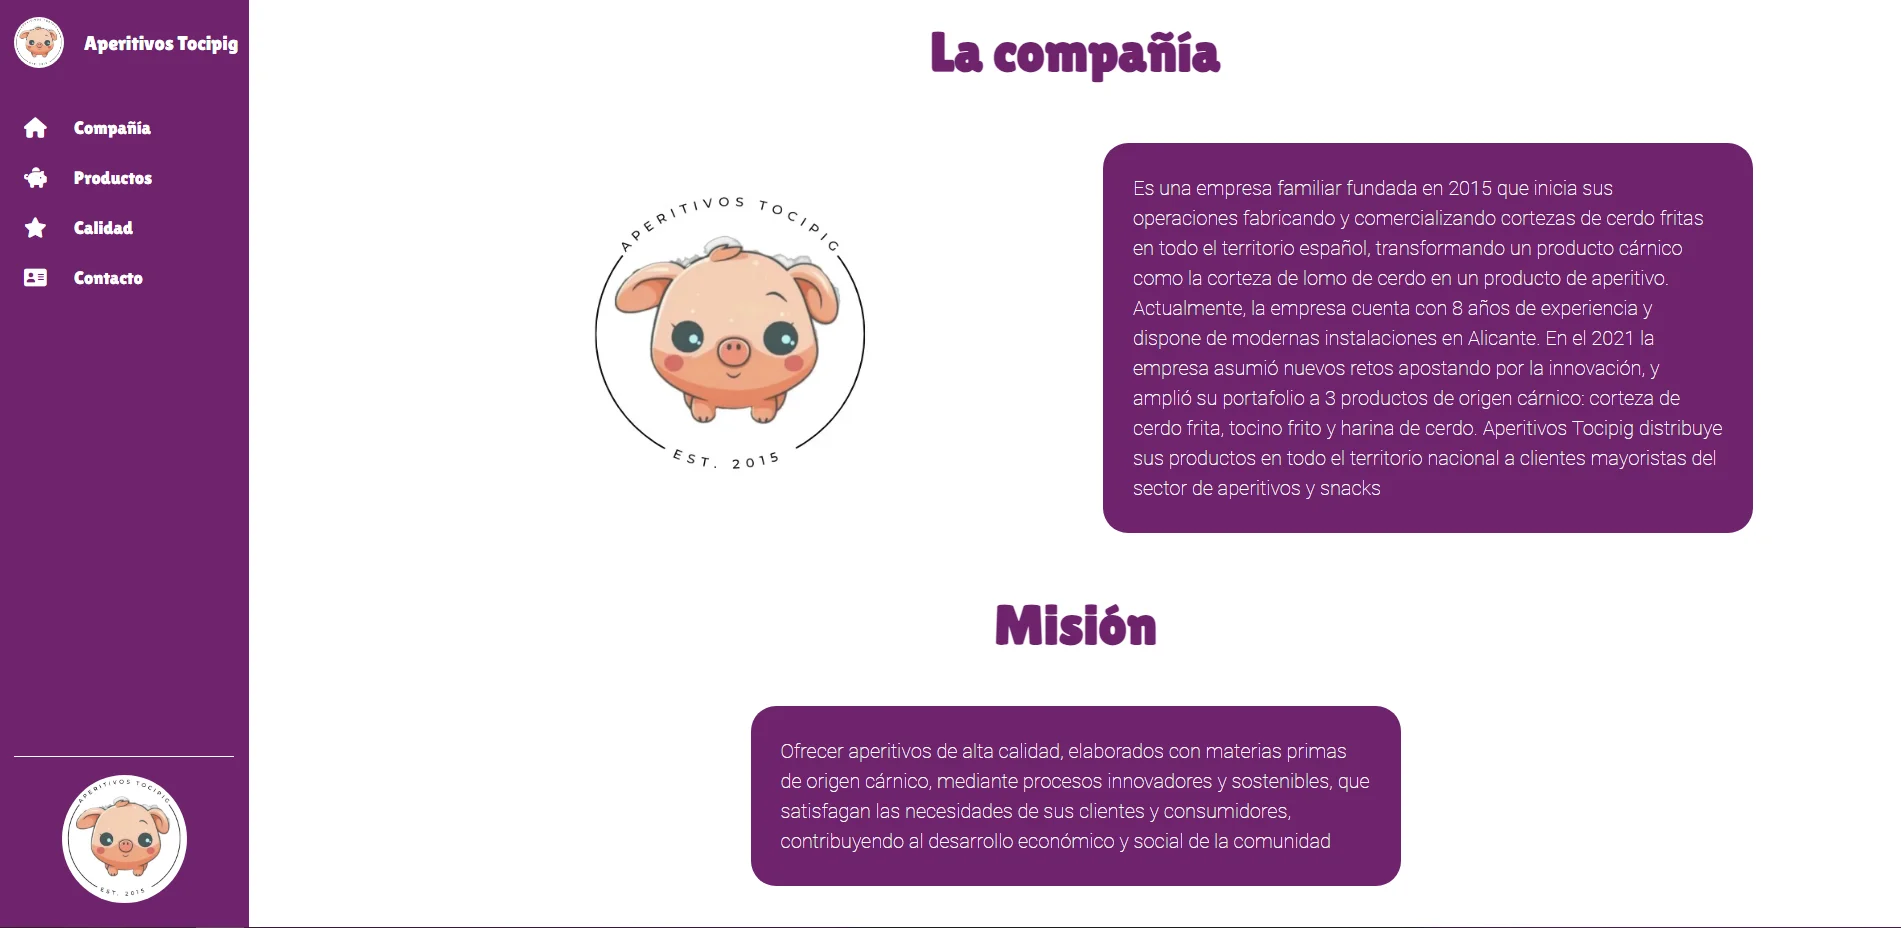 Aperitivos Tocipig
Compañía
Productos
Calidad
Contacto
APERITIVOS TOCIPIG
EST. 2015
La compañía
APERITIVOS TOCIPIG
EST. 2015
Es una empresa familiar fundada en 2015 que inicia sus
operaciones fabricando y comercializando cortezas de cerdo fritas
en todo el territorio español, transformando un producto cárnico
como la corteza de lomo de cerdo en un producto de aperitivo.
Actualmente, la empresa cuenta con 8 años de experiencia y
dispone de modernas instalaciones en Alicante. En el 2021 la
empresa asumió nuevos retos apostando por la innovación, y
amplió su portafolio a 3 productos de origen cárnico: corteza de
cerdo frita, tocino frito y harina de cerdo. Aperitivos Tocipig distribuye
sus productos en todo el territorio nacional a clientes mayoristas del
sector de aperitivos y snacks
Misión
Ofrecer aperitivos de alta calidad, elaborados con materias primas
de origen cárnico, mediante procesos innovadores y sostenibles, que
satisfagan las necesidades de sus clientes y consumidores,
contribuyendo al desarrollo económico y social de la comunidad